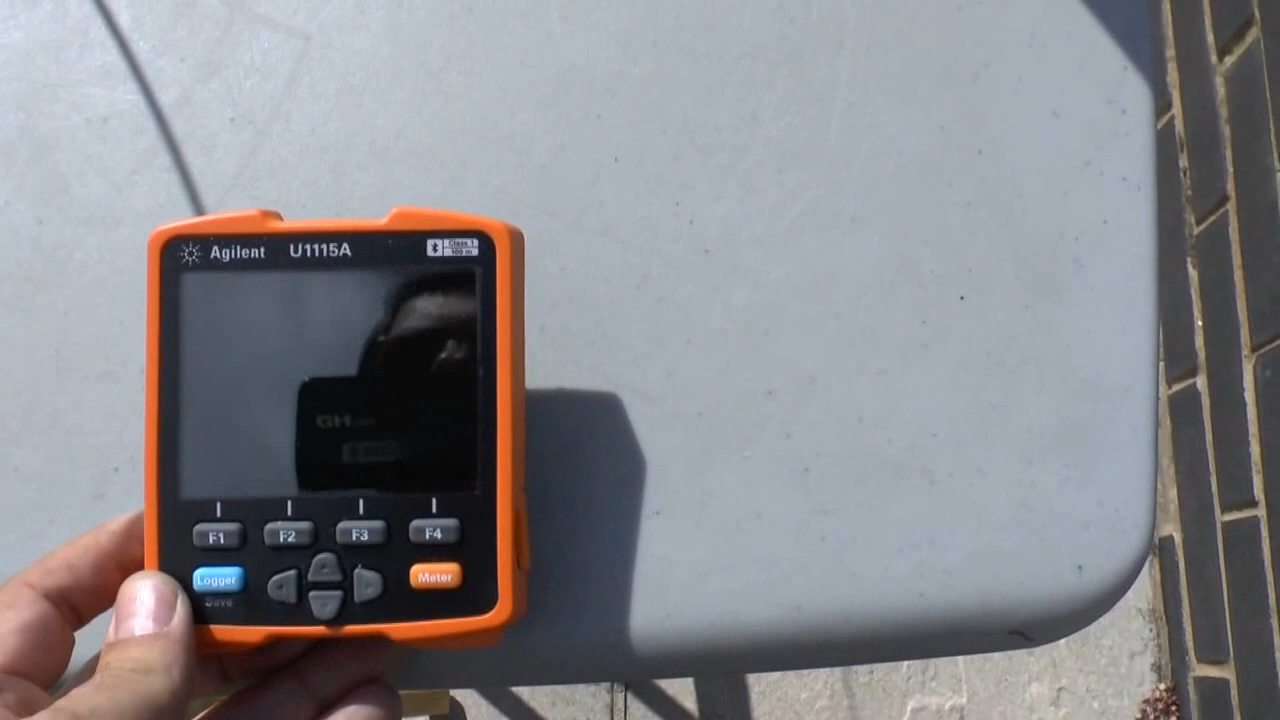 Agilent U1115A
Class 1
100 m
F1 F2 F3 F4
Logger Meter
Save